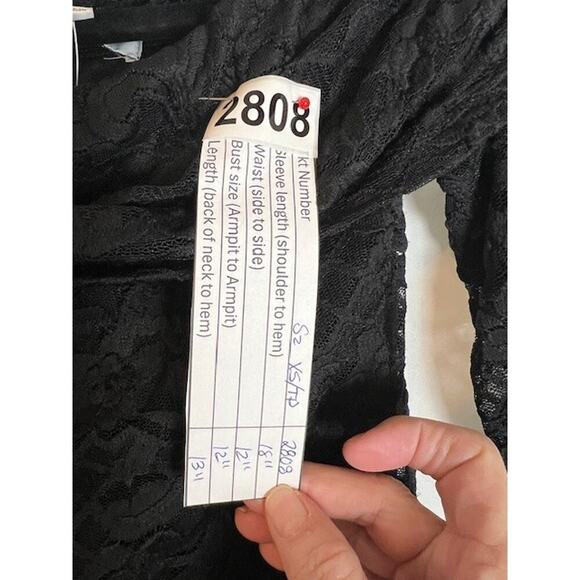 2808
kt Number Sz XS/TP 2808
Sleeve length (shoulder to hem) 18"
Waist (side to side) 12"
Bust size (Armpit to Armpit) 12"
Length (back of neck to hem) 13"